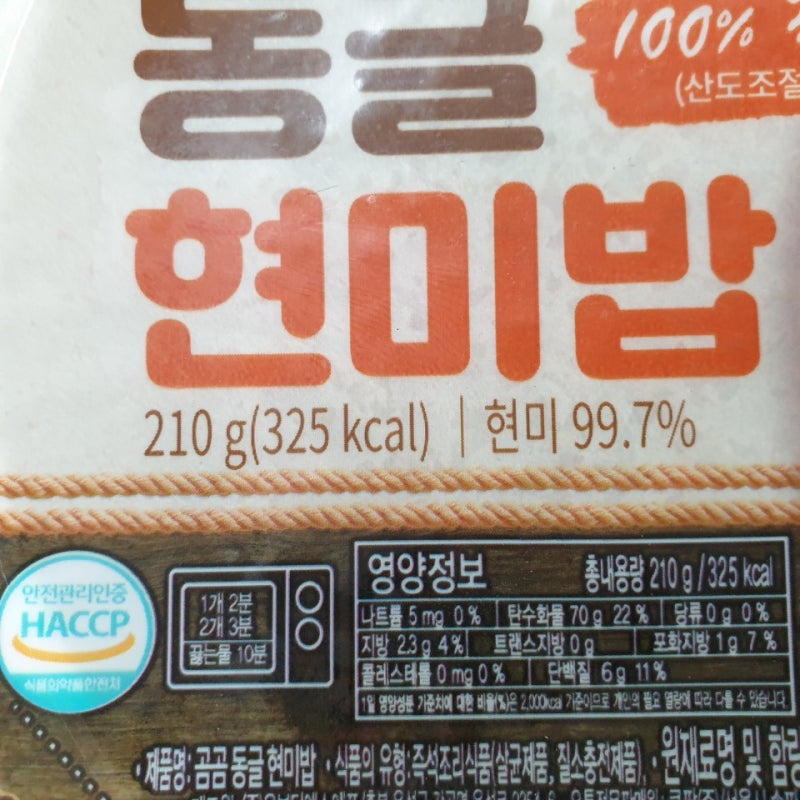 동글 100%
(산도조절
현미밥
210 g(325 kcal) | 현미 99.7%
안전관리인증
HACCP
식품의약품안전처
1개 2분
2개 3분
끓는물 10분
영양정보 총내용량 210 g / 325 kcal
나트륨 5 mg 0 % 탄수화물 70 g 22 % 당류 0 g 0 %
지방 2.3 g 4 % 트랜스지방 0 g 포화지방 1 g 7 %
콜레스테롤 0 mg 0 % 단백질 6 g 11 %
1일 영양성분 기준치에 대한 비율(%)은 2,000kcal 기준이므로 개인의 필요 열량에 따라 다를 수 있습니다.
·제품명: 곰곰 동글 현미밥 ·식품의 유형: 즉석조리식품(살균제품, 질소충전제품), ·원재료명 및 함량